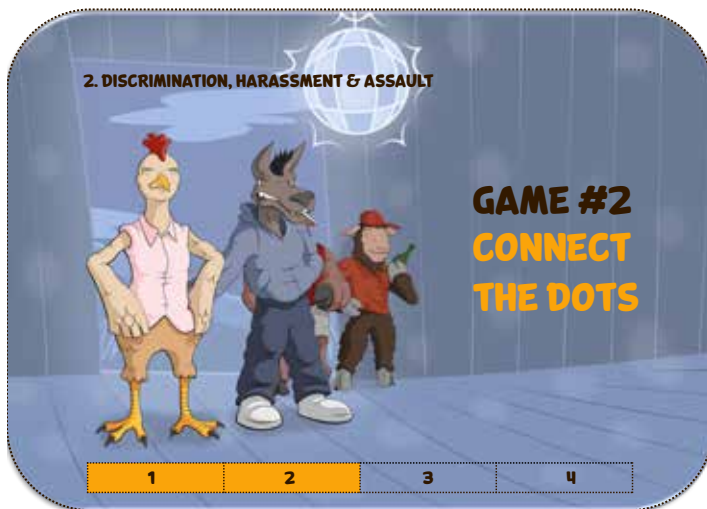 2. DISCRIMINATION, HARASSMENT & ASSAULT
GAME #2
CONNECT
THE DOTS
1 2 3 4